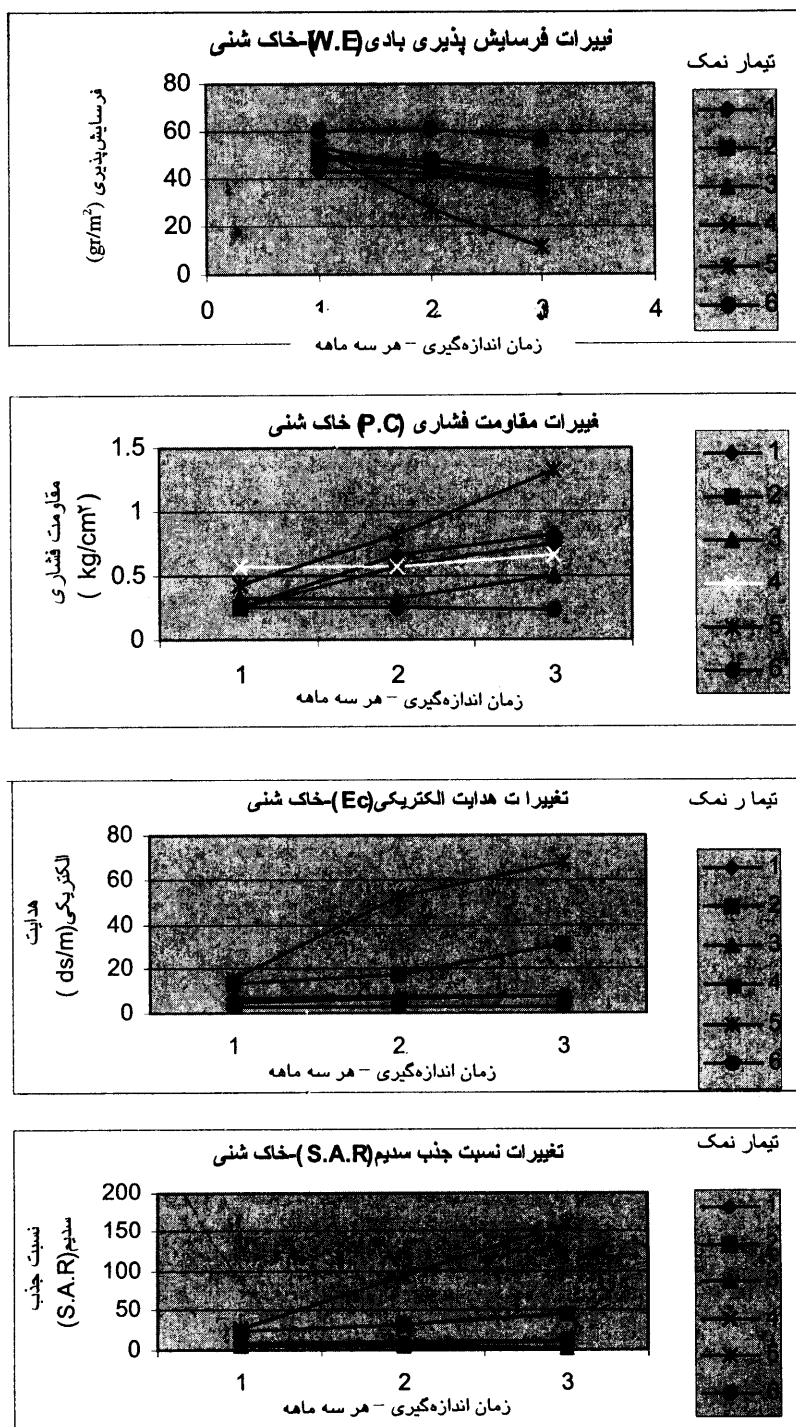 تغییرات فرسایش پذیری بادی(W.E)-خاک شنی
تیمار نمک
فرسایش‌پذیری (gr/m²)
80
60
40
20
0
0 1 2 3 4
زمان اندازه‌گیری – هر سه ماهه
1
2
3
4
5
6
تغییرات مقاومت فشاری (P.C) خاک شنی
مقاومت فشاری
( kg/cm²
1.5
1
0.5
0
1 2 3
زمان اندازه‌گیری – هر سه ماهه
1
2
3
4
5
6
تغییرات هدایت الکتریکی(Ec)-خاک شنی
تیمار نمک
هدایت
الکتریکی(ds/m )
80
60
40
20
0
1 2 3
زمان اندازه‌گیری – هر سه ماهه
1
2
3
4
5
6
تغییرات نسبت جذب سدیم(S.A.R)-خاک شنی
تیمار نمک
نسبت جذب
سدیم(S.A.R)
200
150
100
50
0
1 2 3
زمان اندازه‌گیری – هر سه ماهه
1
2
3
4
5
6